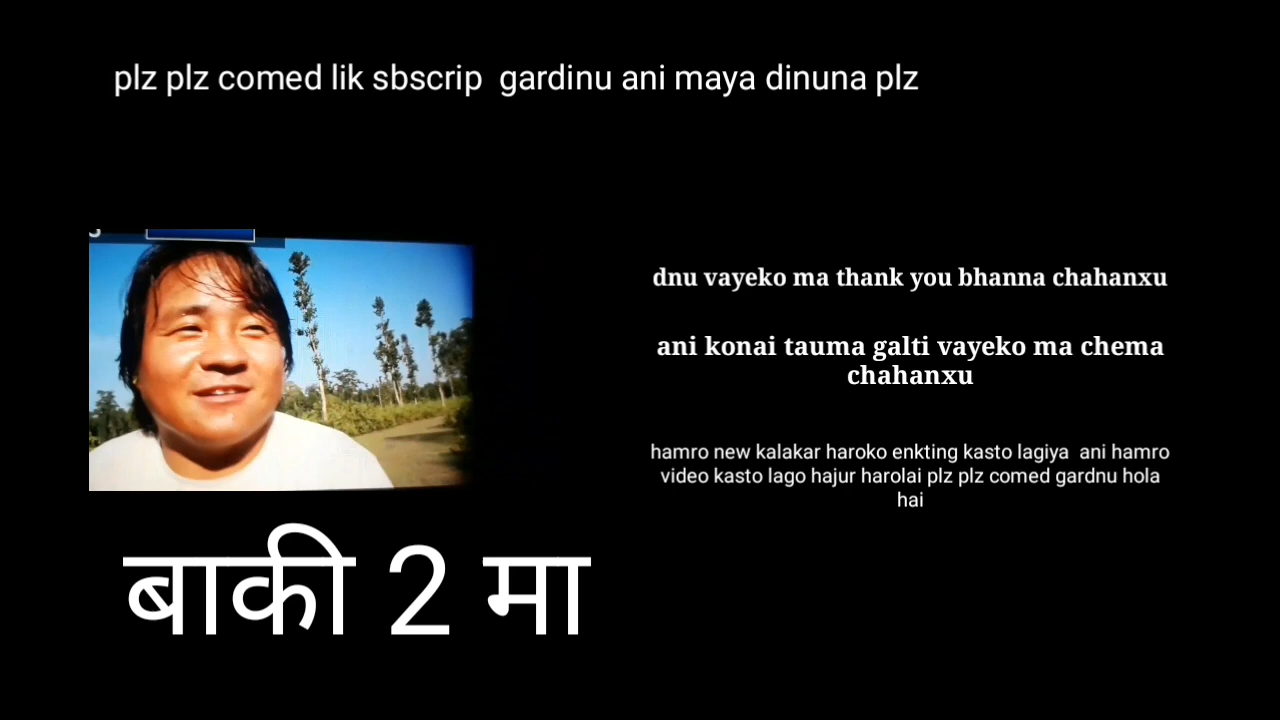 plz plz comed lik sbscrip  gardinu ani maya dinuna plz
dnu vayeko ma thank you bhanna chahanxu
ani konai tauma galti vayeko ma chema
chahanxu
hamro new kalakar haroko enkting kasto lagiya  ani hamro
video kasto lago hajur harolai plz plz comed gardnu hola
hai
बाकी 2 मा